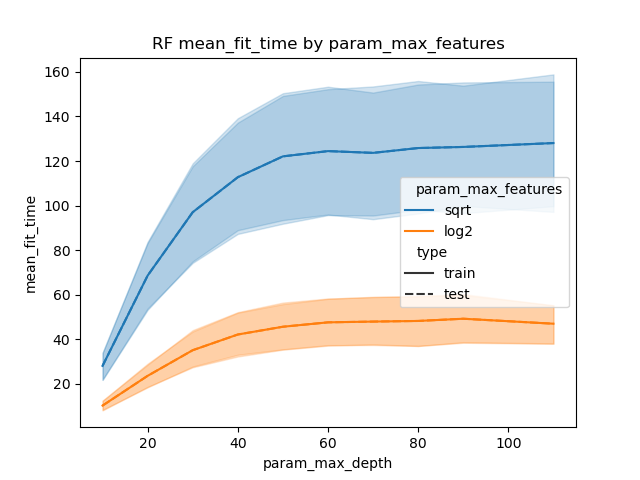 RF mean_fit_time by param_max_features
160
140
120
100
80
60
40
20
mean_fit_time
param_max_features
sqrt
log2
type
train
test
20 40 60 80 100
param_max_depth